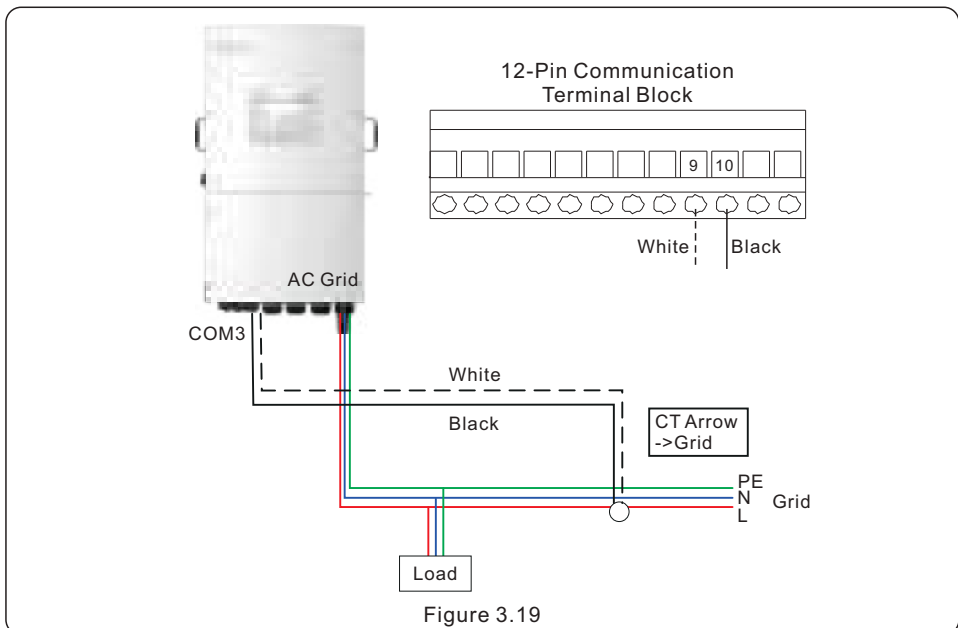 12-Pin Communication
Terminal Block
9 10
White Black
AC Grid
COM3
White
Black
CT Arrow
->Grid
PE
N
L
Grid
Load
Figure 3.19